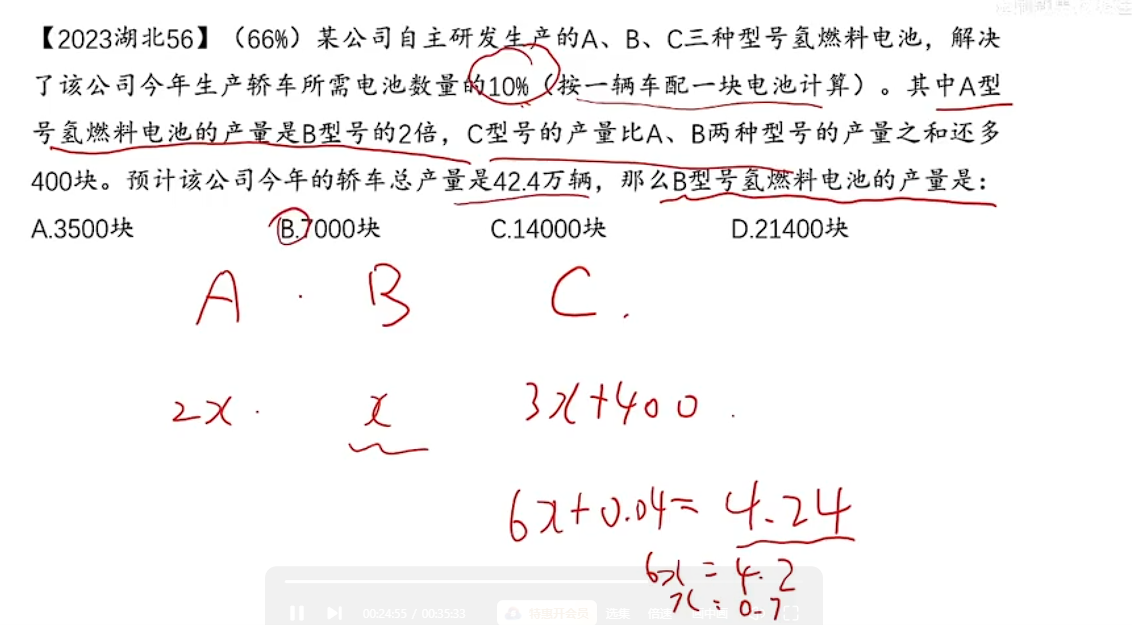 【2023湖北56】（66%）某公司自主研发生产的A、B、C三种型号氢燃料电池，解决
了该公司今年生产轿车所需电池数量的10%（按一辆车配一块电池计算）。其中A型
号氢燃料电池的产量是B型号的2倍，C型号的产量比A、B两种型号的产量之和还多
400块。预计该公司今年的轿车总产量是42.4万辆，那么B型号氢燃料电池的产量是：
A.3500块 B.7000块 C.14000块 D.21400块
A . B C .
2x . x 3x+400 .
6x+0.04=4.24
6x=4.2
x=0.7
00:24:55 / 00:35:33 选集 倍速